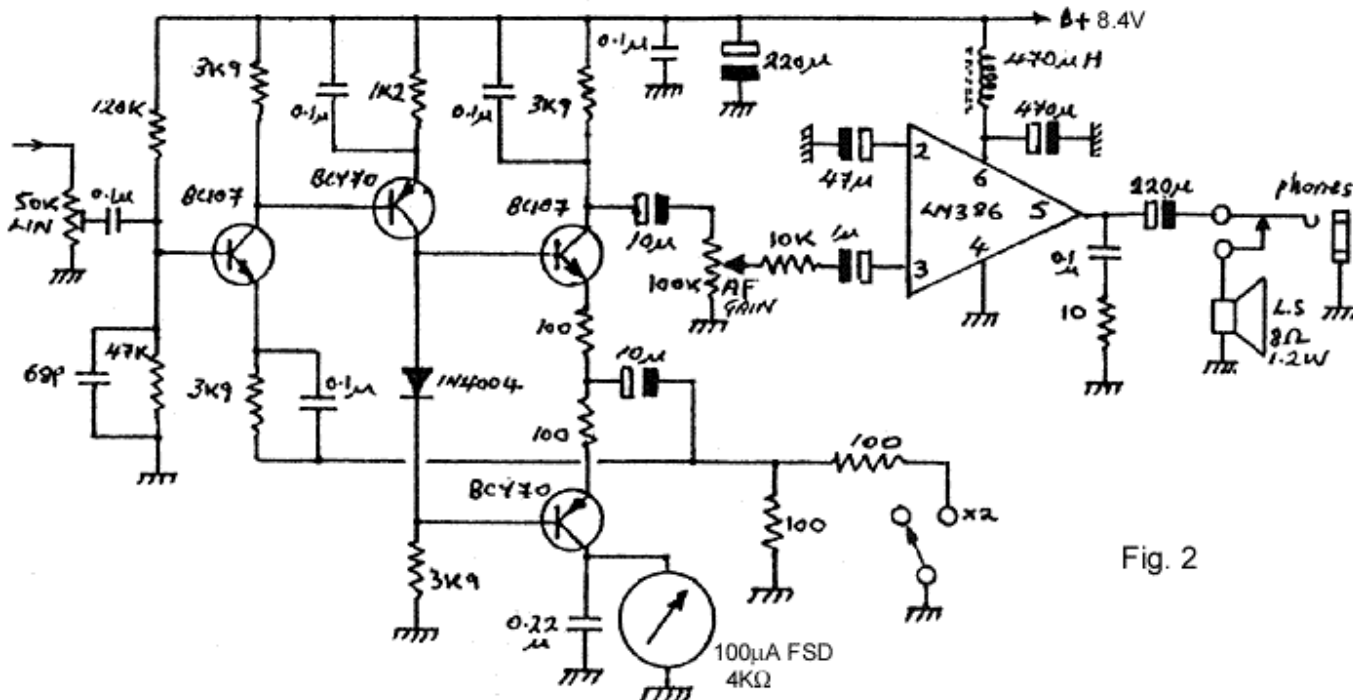 B+ 8.4V
0.1μ
470μH
3K9
220μ
120K
0.1μ
1K2
0.1μ
3K9
470μ
2
6
47μ
BCY70
220μ
phones
BC107
BC107
50K
LIN
0.1μ
LM386
5
10μ
10K
1μ
4
3
100K
AF
GAIN
0.1
μ
L.S
8Ω
1.2W
100
10
68P
47K
10μ
3K9
0.1μ
1N4004
100
100
BCY70
X2
100
Fig. 2
3K9
0.22
μ
100μA FSD
4KΩ